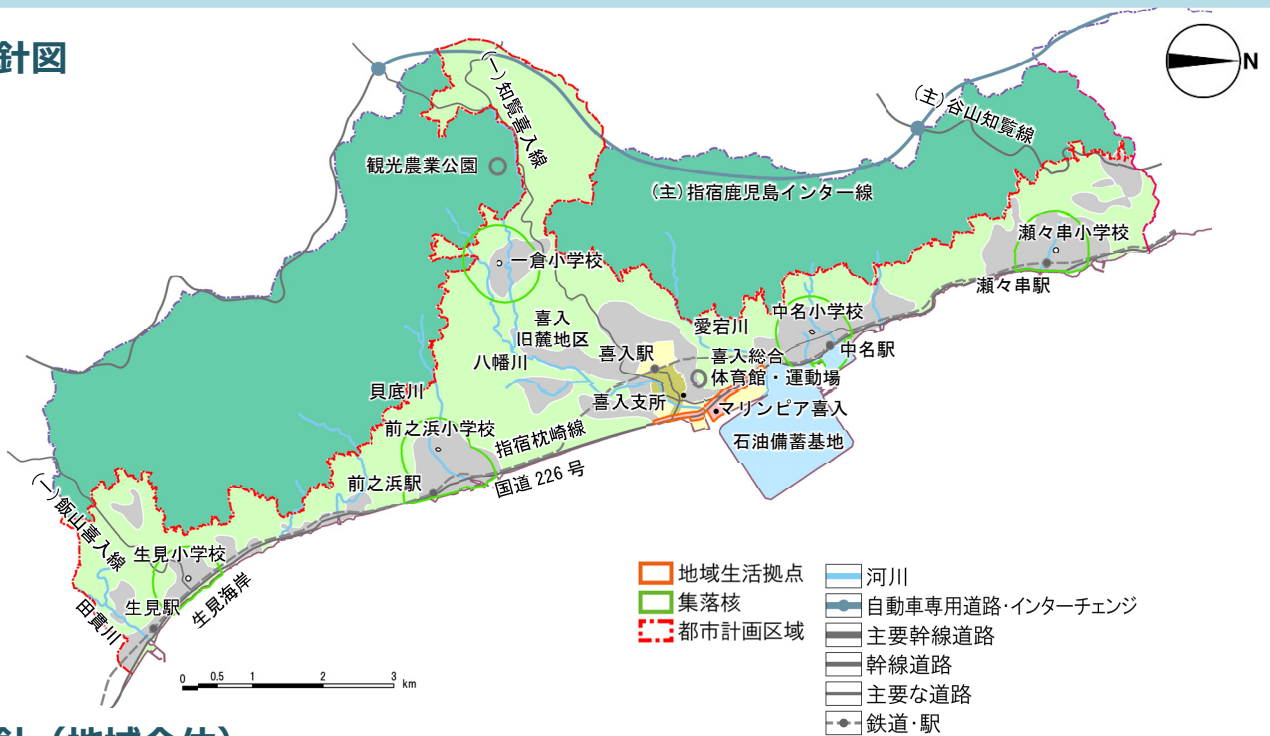 針図
N
(一)知覧喜入線
(主)谷山知覧線
観光農業公園
(主)指宿鹿児島インター線
瀬々串小学校
一倉小学校
瀬々串駅
中名小学校
喜入
旧麓地区
愛宕川
喜入駅
中名駅
八幡川
喜入総合
体育館・運動場
貝底川
喜入支所
マリンピア喜入
前之浜小学校
指宿枕崎線
石油備蓄基地
前之浜駅
国道226号
(一)飯山喜入線
生見小学校
生見駅
生見海岸
田貫川
0 0.5 1 2 3 km
地域生活拠点
集落核
都市計画区域
河川
自動車専用道路・インターチェンジ
主要幹線道路
幹線道路
主要な道路
鉄道・駅